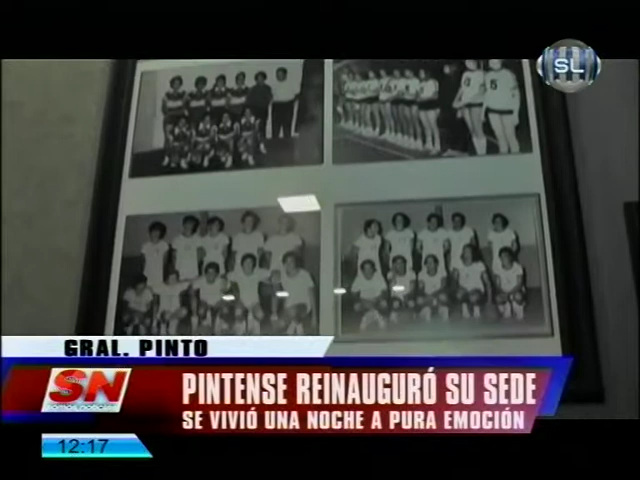 SL
GRAL. PINTO
SN
PINTENSE REINAUGURÓ SU SEDE
SE VIVIÓ UNA NOCHE A PURA EMOCIÓN
12:17